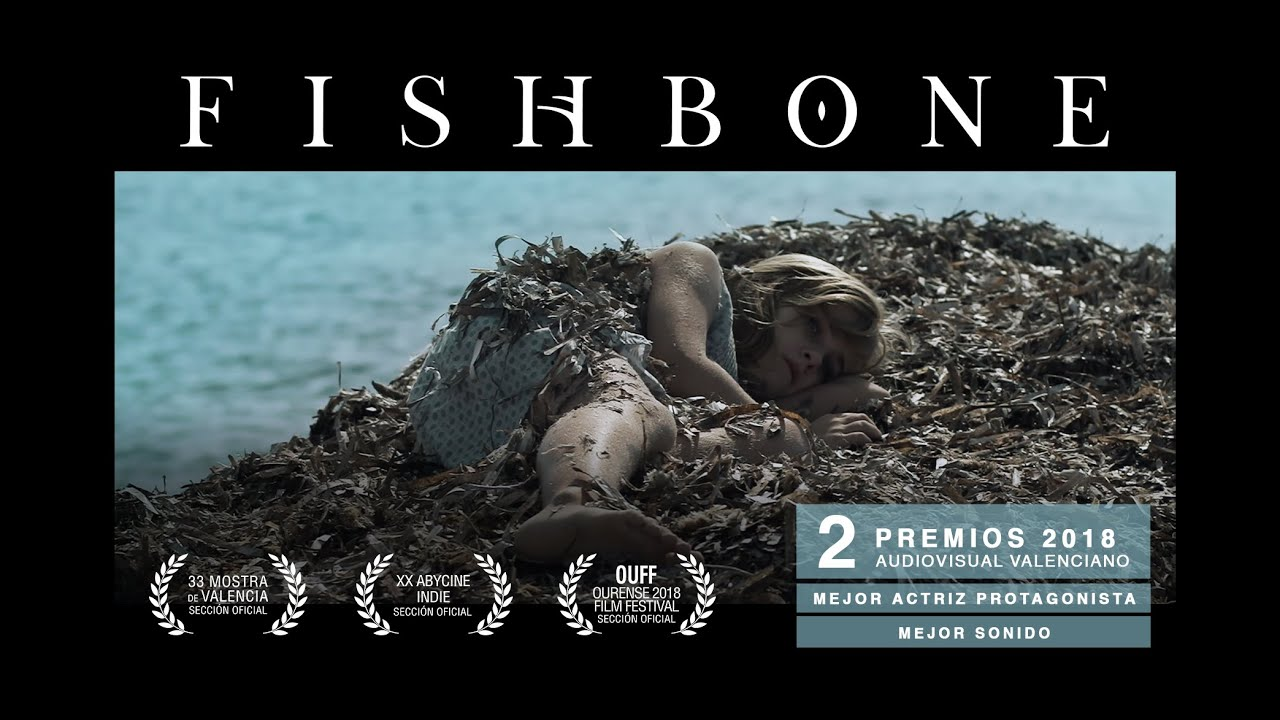 FISHBONE
33 MOSTRA
DE VALENCIA
SECCIÓN OFICIAL
XX ABYCINE
INDIE
SECCIÓN OFICIAL
OUFF
OURENSE 2018
FILM FESTIVAL
SECCIÓN OFICIAL
2 PREMIOS 2018
AUDIOVISUAL VALENCIANO
MEJOR ACTRIZ PROTAGONISTA
MEJOR SONIDO